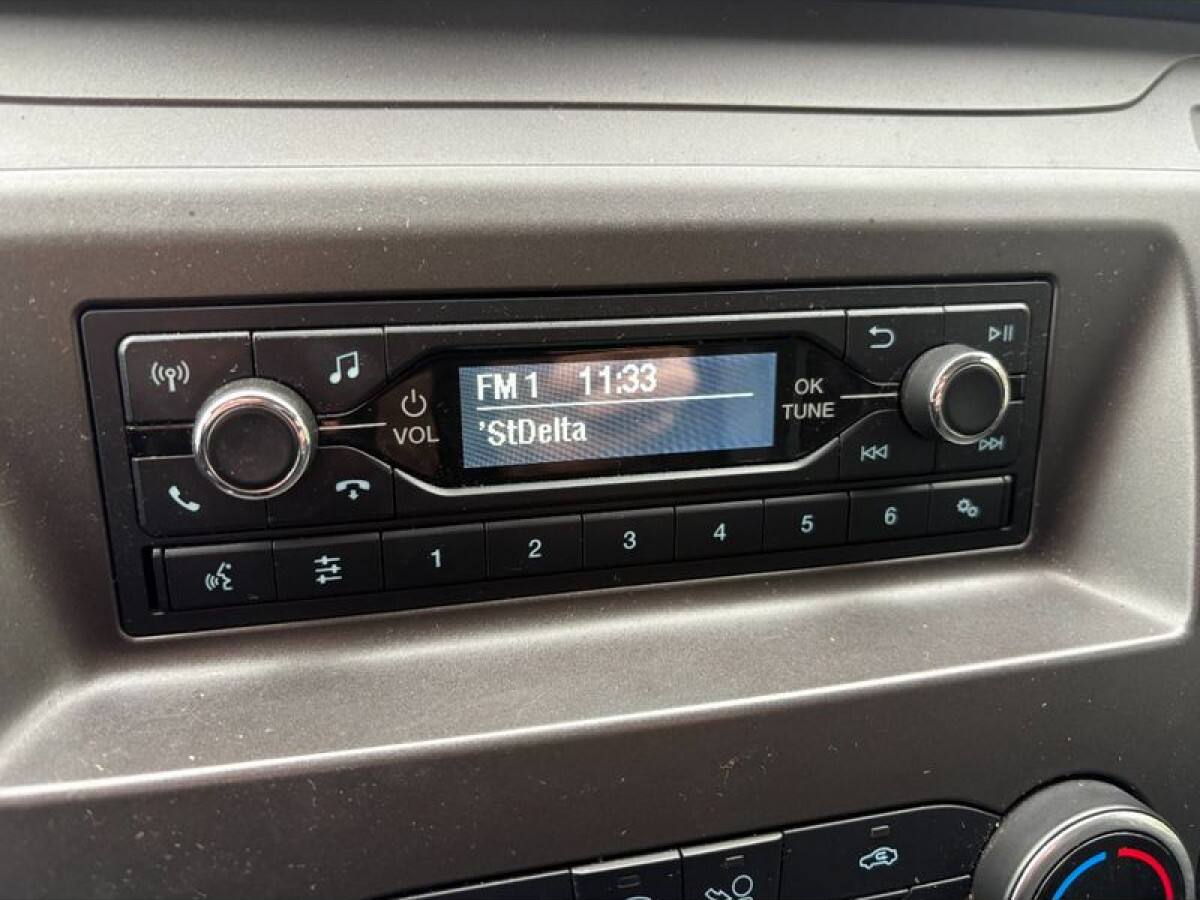 FM 1 11:33
'StDelta
VOL
OK
TUNE
1 2 3 4 5 6